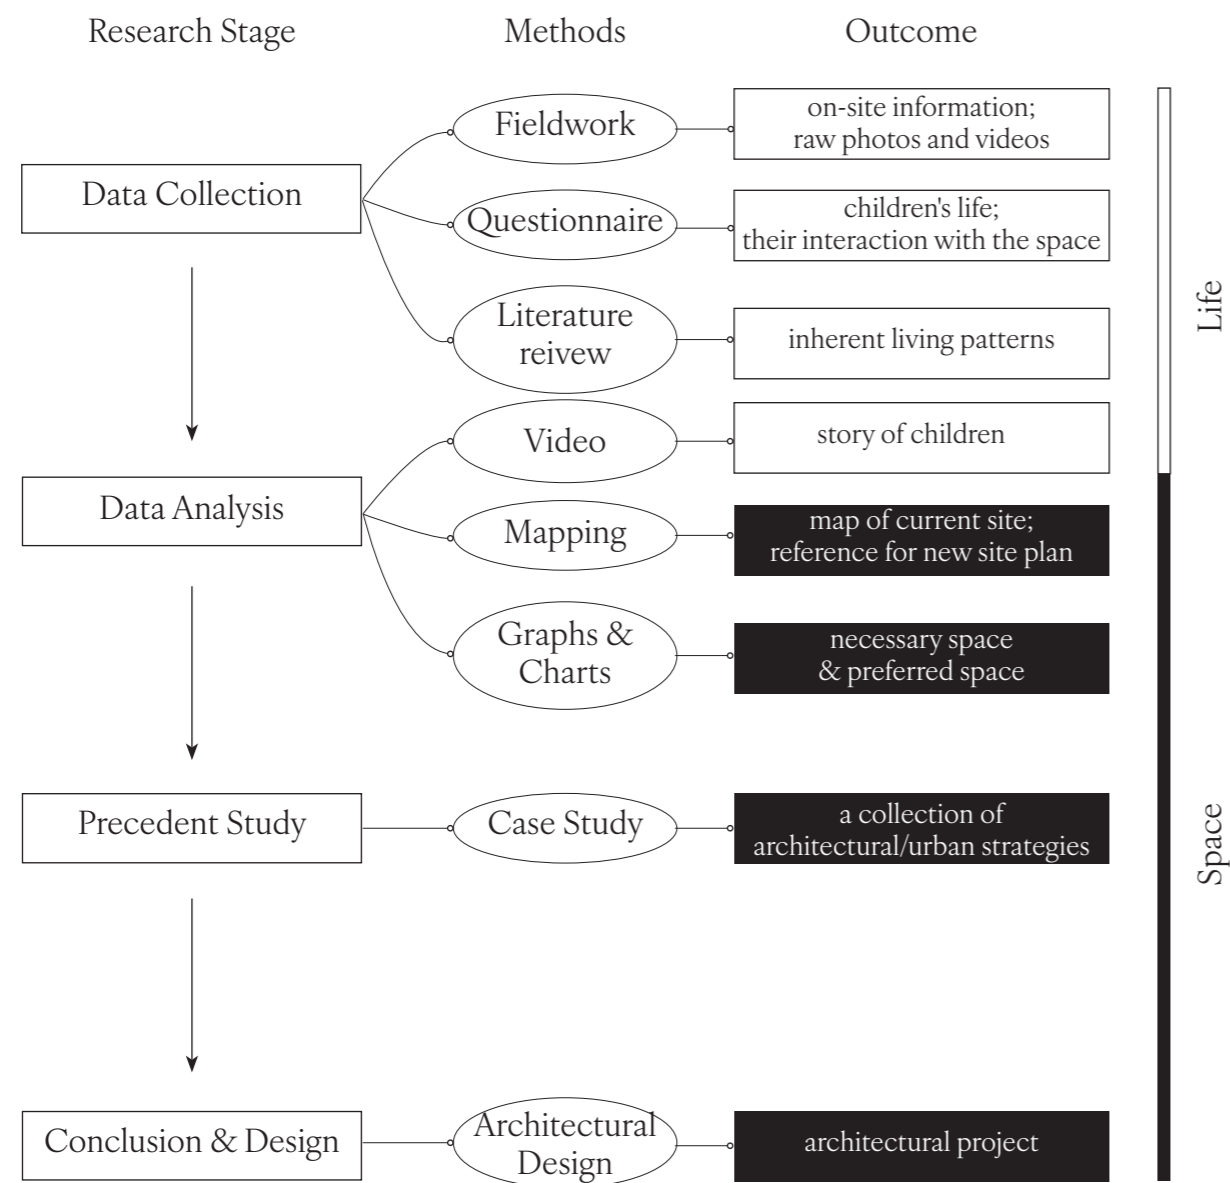 Research Stage
Methods
Outcome
Data Collection
Fieldwork
on-site information;
raw photos and videos
Questionnaire
children's life;
their interaction with the space
Literature
reivew
inherent living patterns
Data Analysis
Video
story of children
Mapping
map of current site;
reference for new site plan
Graphs &
Charts
necessary space
& preferred space
Precedent Study
Case Study
a collection of
architectural/urban strategies
Conclusion & Design
Architectural
Design
architectural project
Life
Space